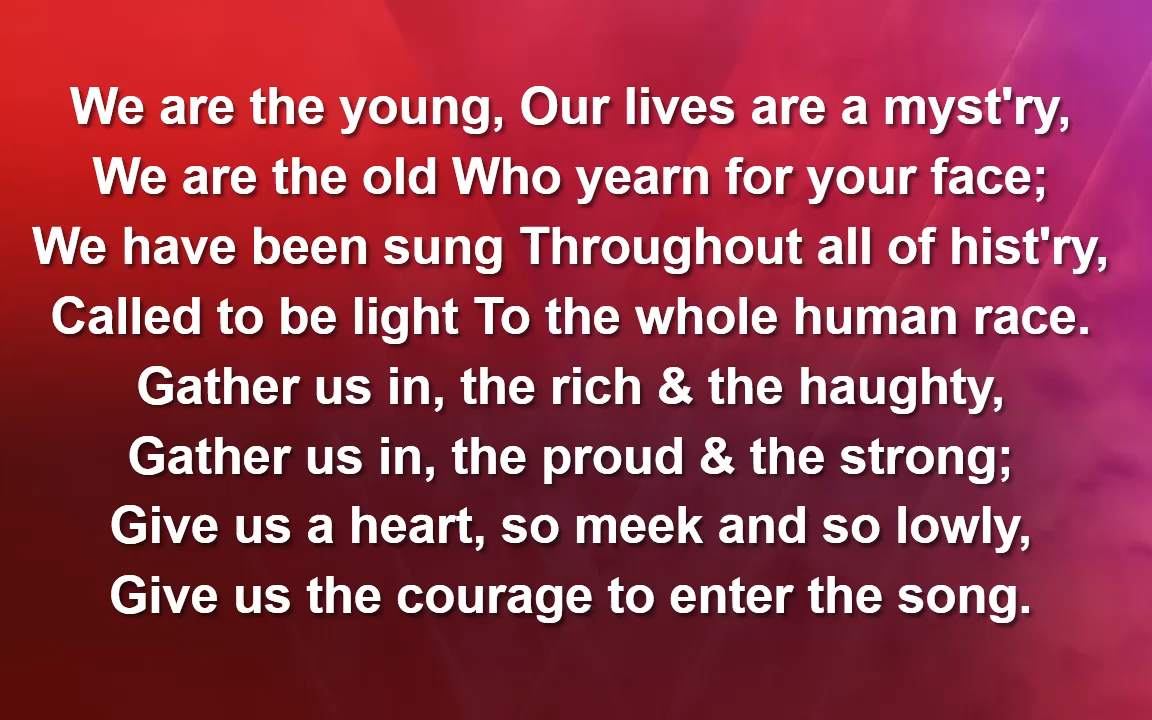 We are the young, Our lives are a myst'ry,
We are the old Who yearn for your face;
We have been sung Throughout all of hist'ry,
Called to be light To the whole human race.
Gather us in, the rich & the haughty,
Gather us in, the proud & the strong;
Give us a heart, so meek and so lowly,
Give us the courage to enter the song.